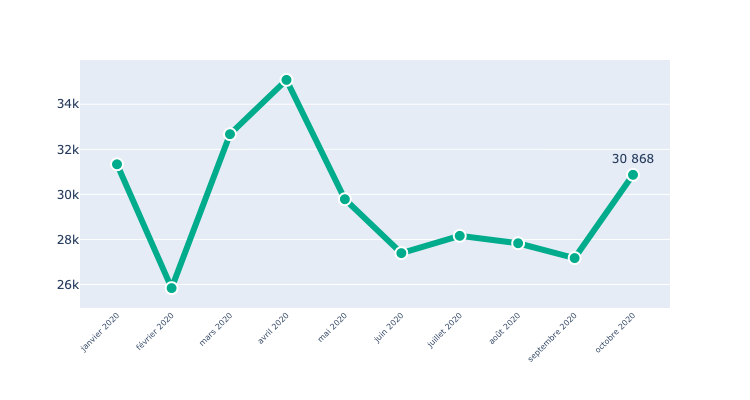 34k
32k
30k
28k
26k
30 868
janvier 2020
février 2020
mars 2020
avril 2020
mai 2020
juin 2020
juillet 2020
août 2020
septembre 2020
octobre 2020